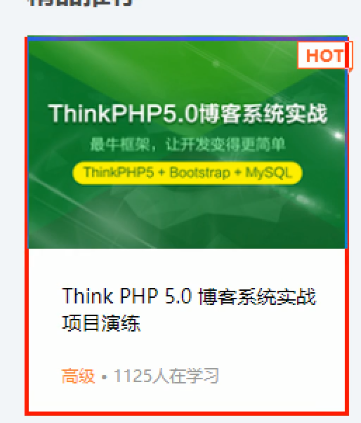 HOT
ThinkPHP5.0博客系统实战
最牛框架，让开发变得更简单
ThinkPHP5 + Bootstrap + MySQL
Think PHP 5.0 博客系统实战
项目演练
高级 • 1125人在学习